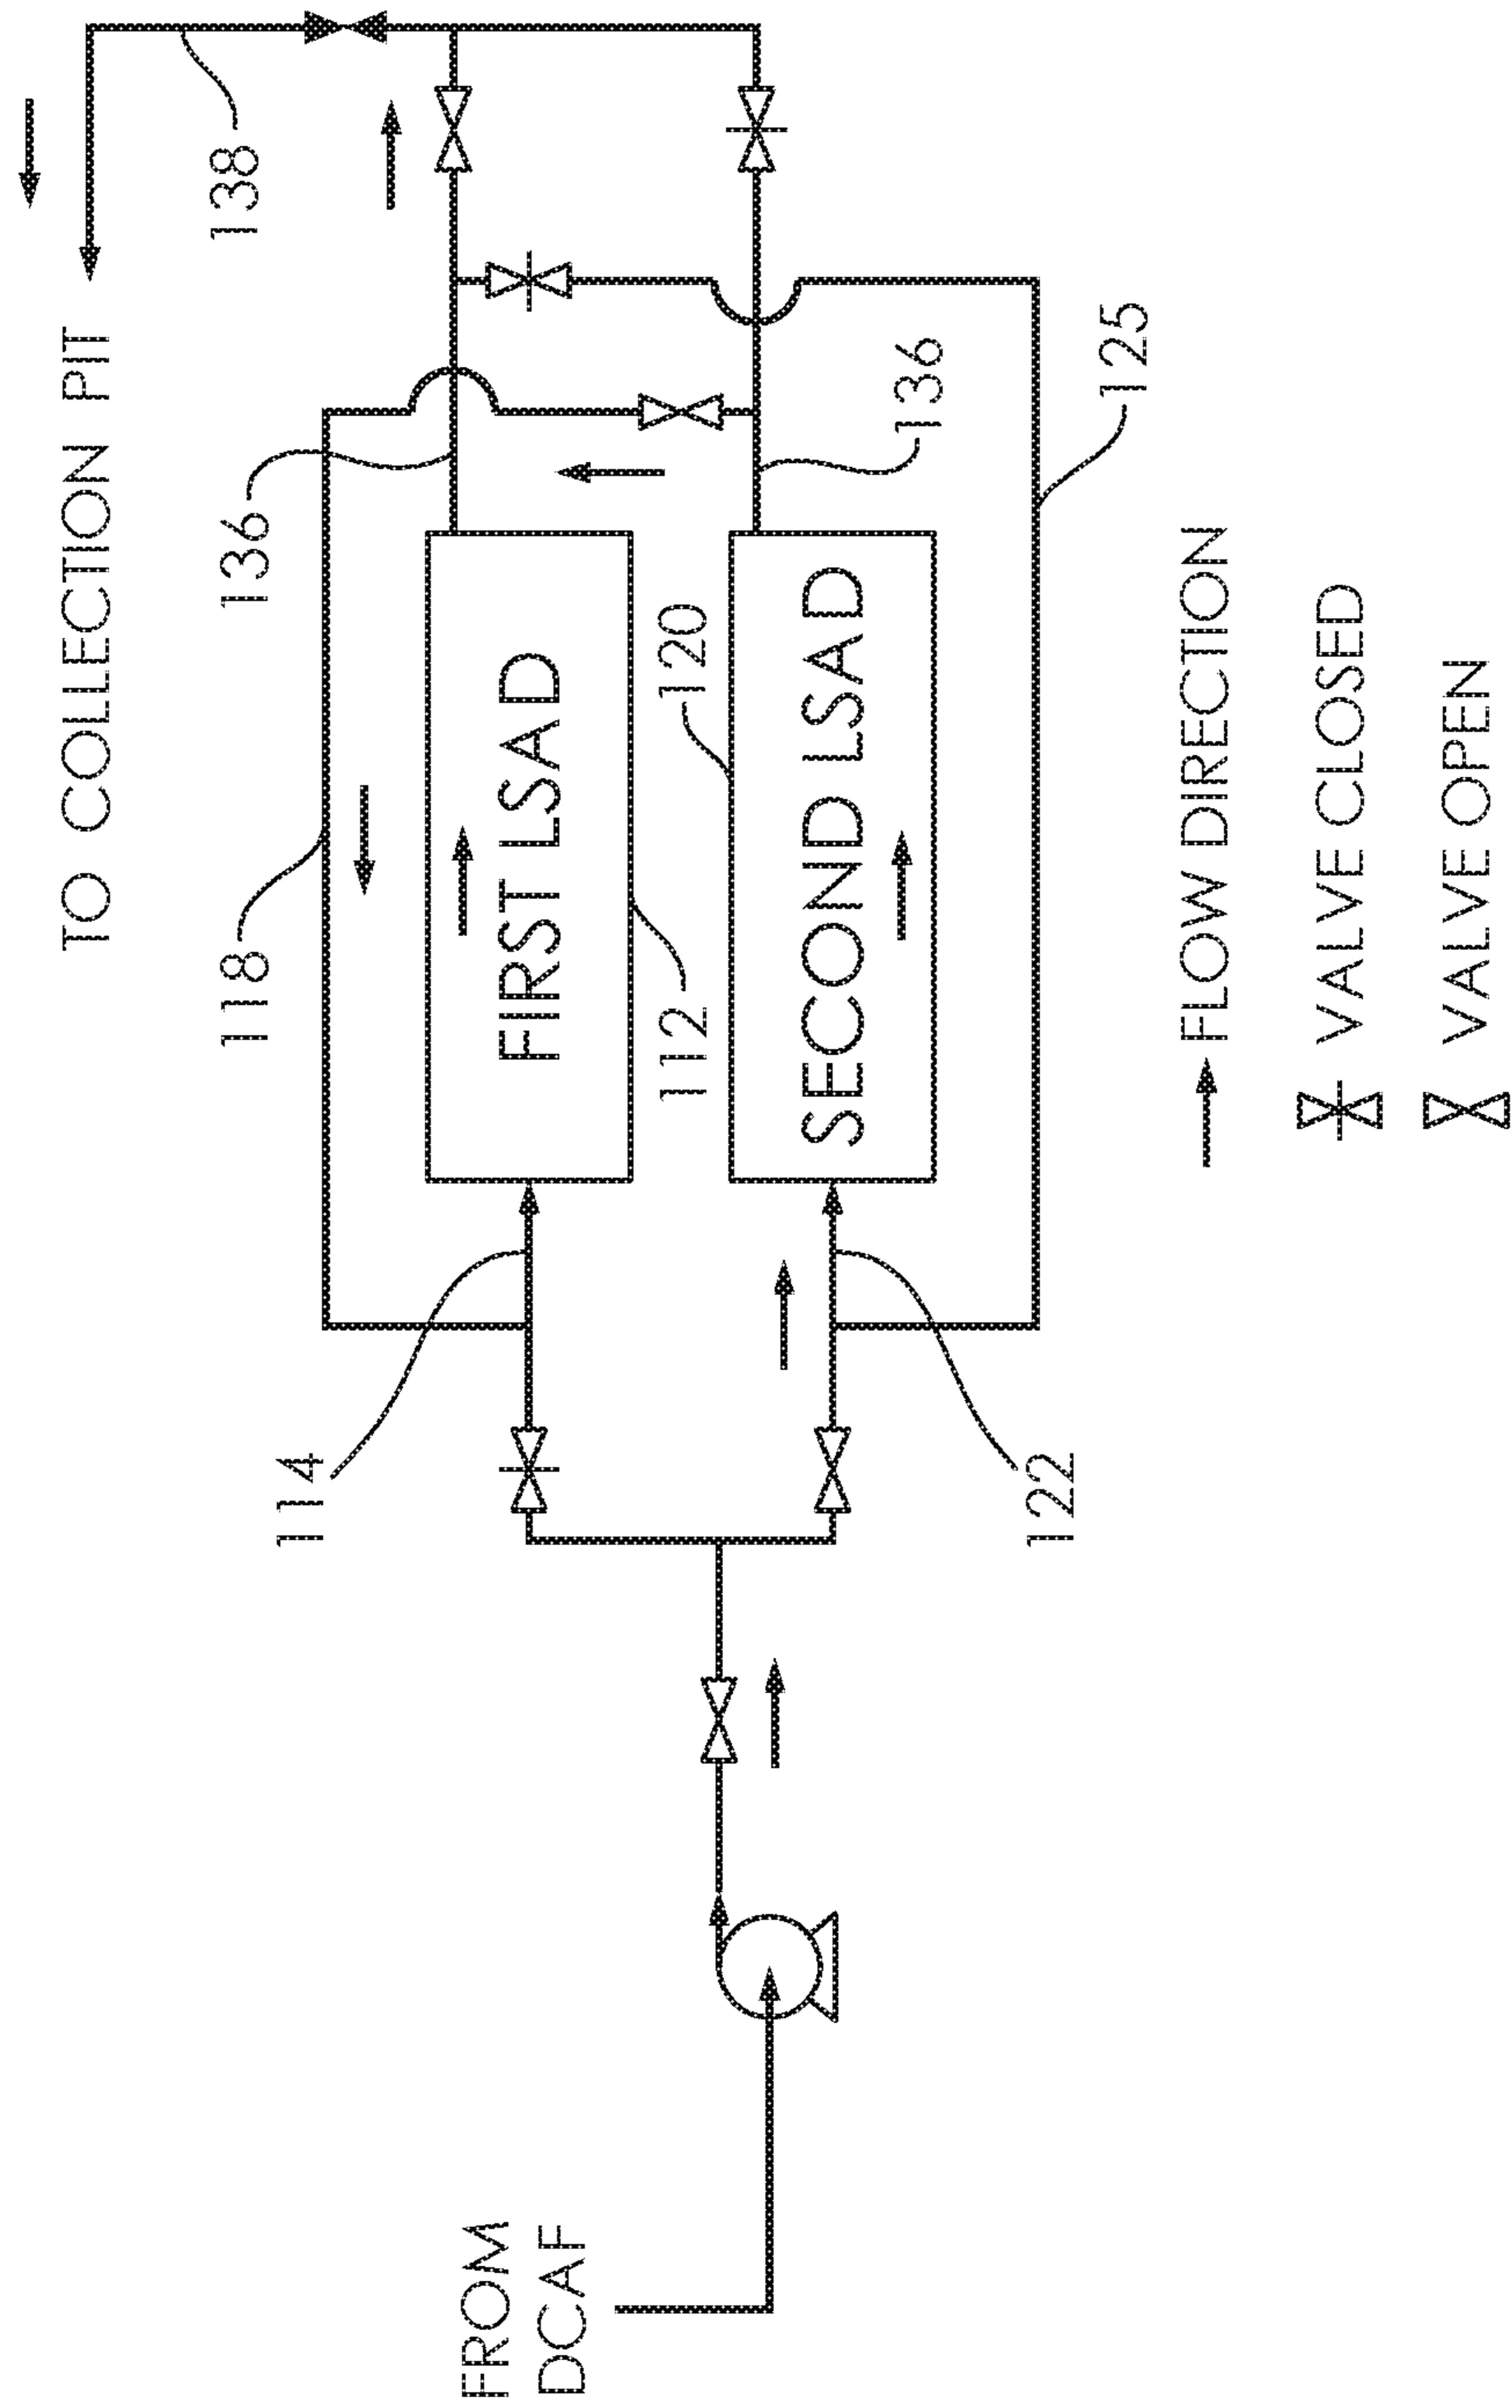 TO COLLECTION PIT
138
118
136
FIRST LSAD
112
120
SECOND LSAD
136
125
114
122
FROM
DCAF
FLOW DIRECTION
VALVE CLOSED
VALVE OPEN